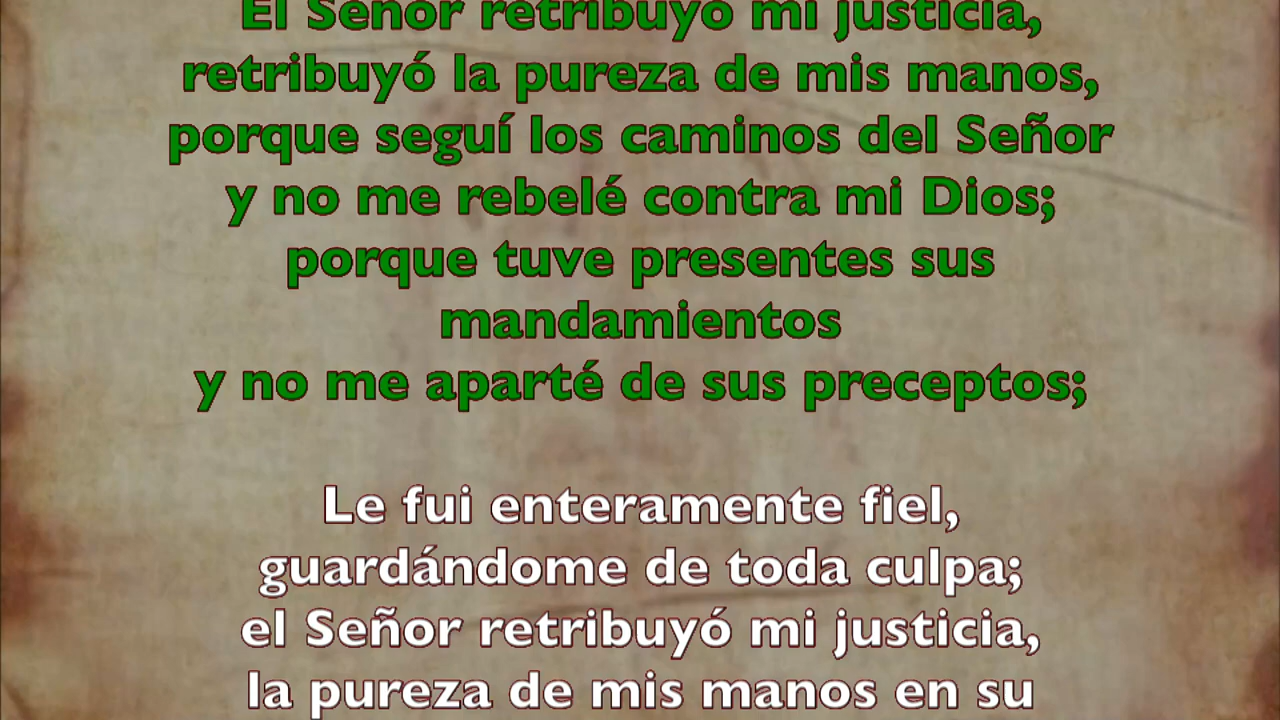 El Señor retribuyó mi justicia,
retribuyó la pureza de mis manos,
porque seguí los caminos del Señor
y no me rebelé contra mi Dios;
porque tuve presentes sus
mandamientos
y no me aparté de sus preceptos;
Le fui enteramente fiel,
guardándome de toda culpa;
el Señor retribuyó mi justicia,
la pureza de mis manos en su